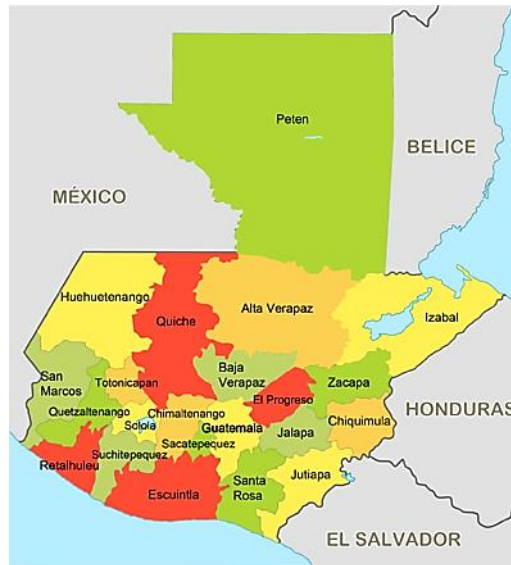 Peten
BELICE
MÉXICO
Huehuetenango
Quiche
Alta Verapaz
Izabal
San
Marcos
Totonicapan
Baja
Verapaz
Zacapa
El Progreso
Quetzaltenango
Chimaltenango
HONDURAS
Solola
Guatemala
Chiquimula
Sacatepequez
Jalapa
Suchitepequez
Retalhuleu
Escuintla
Santa
Rosa
Jutiapa
EL SALVADOR